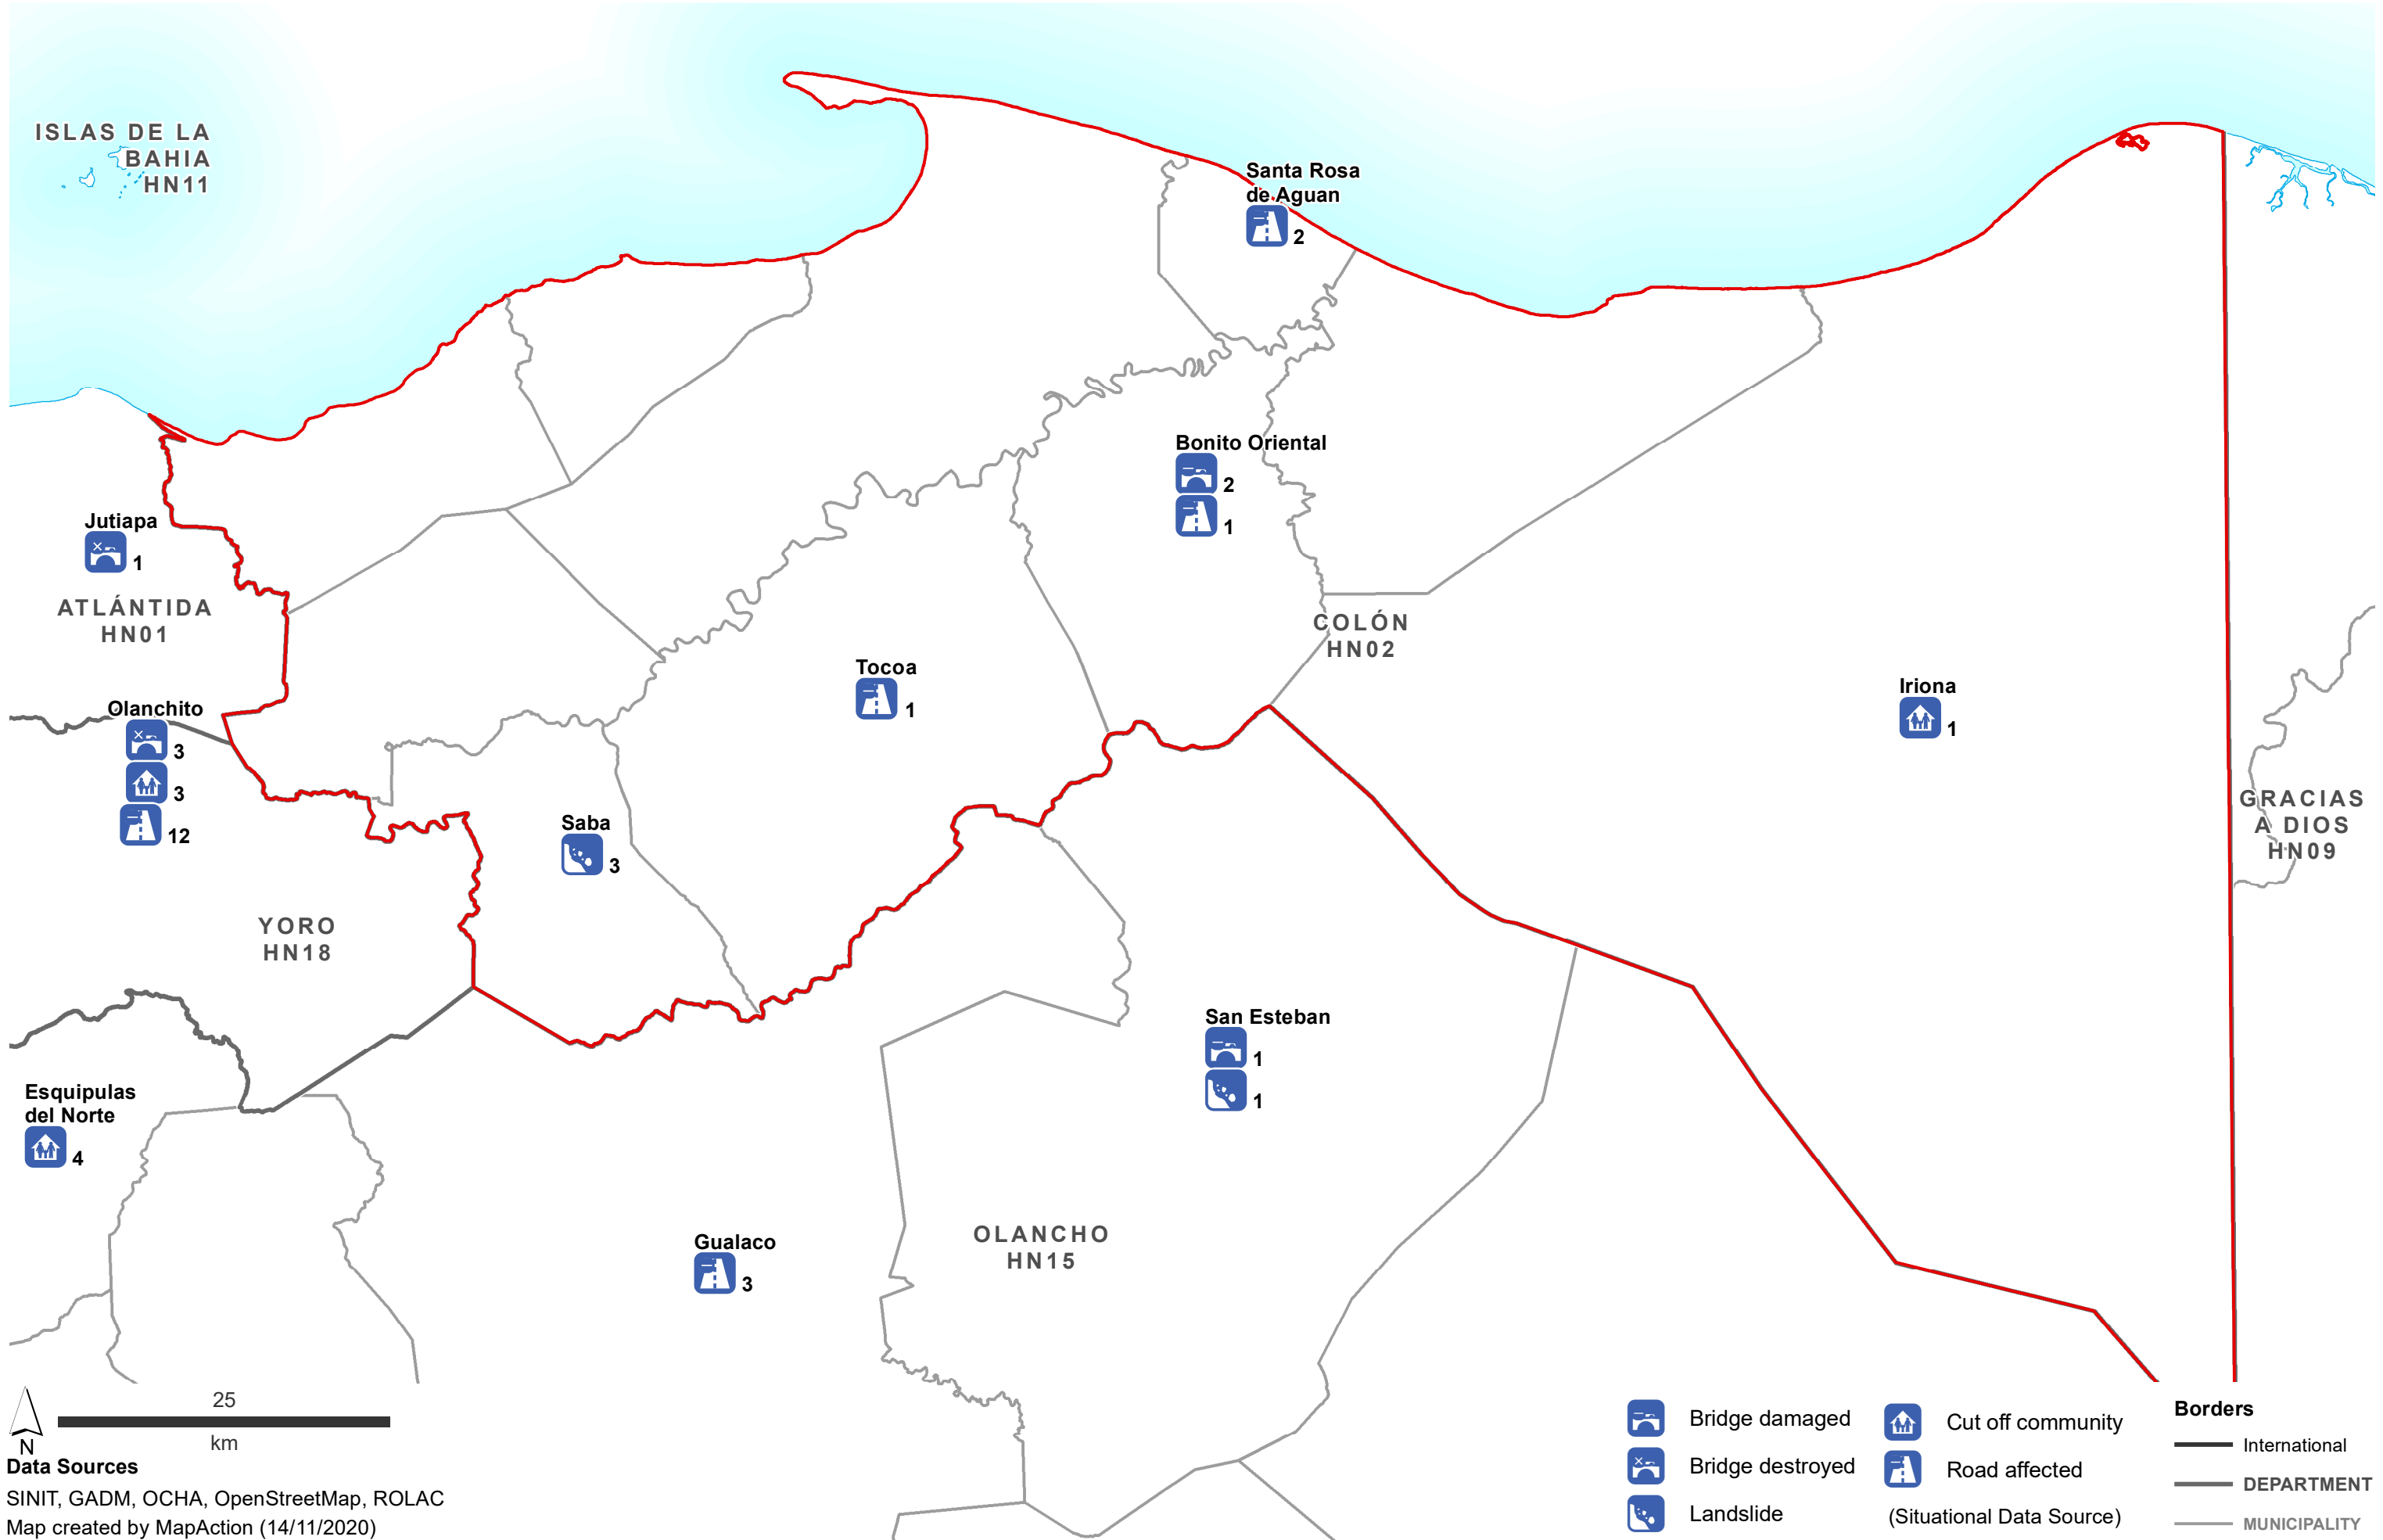 ISLAS DE LA
BAHIA
HN11
Santa Rosa
de Aguan
2
Bonito Oriental
2
1
Jutiapa
1
ATLÁNTIDA
HN01
COLÓN
HN02
Tocoa
1
Iriona
1
Olanchito
3
3
12
GRACIAS
A DIOS
HN09
Saba
3
YORO
HN18
San Esteban
1
1
Esquipulas
del Norte
4
OLANCHO
HN15
Gualaco
3
25
km
N
Data Sources
SINIT, GADM, OCHA, OpenStreetMap, ROLAC
Map created by MapAction (14/11/2020)
Bridge damaged
Bridge destroyed
Landslide
Cut off community
Road affected
(Situational Data Source)
Borders
International
DEPARTMENT
MUNICIPALITY